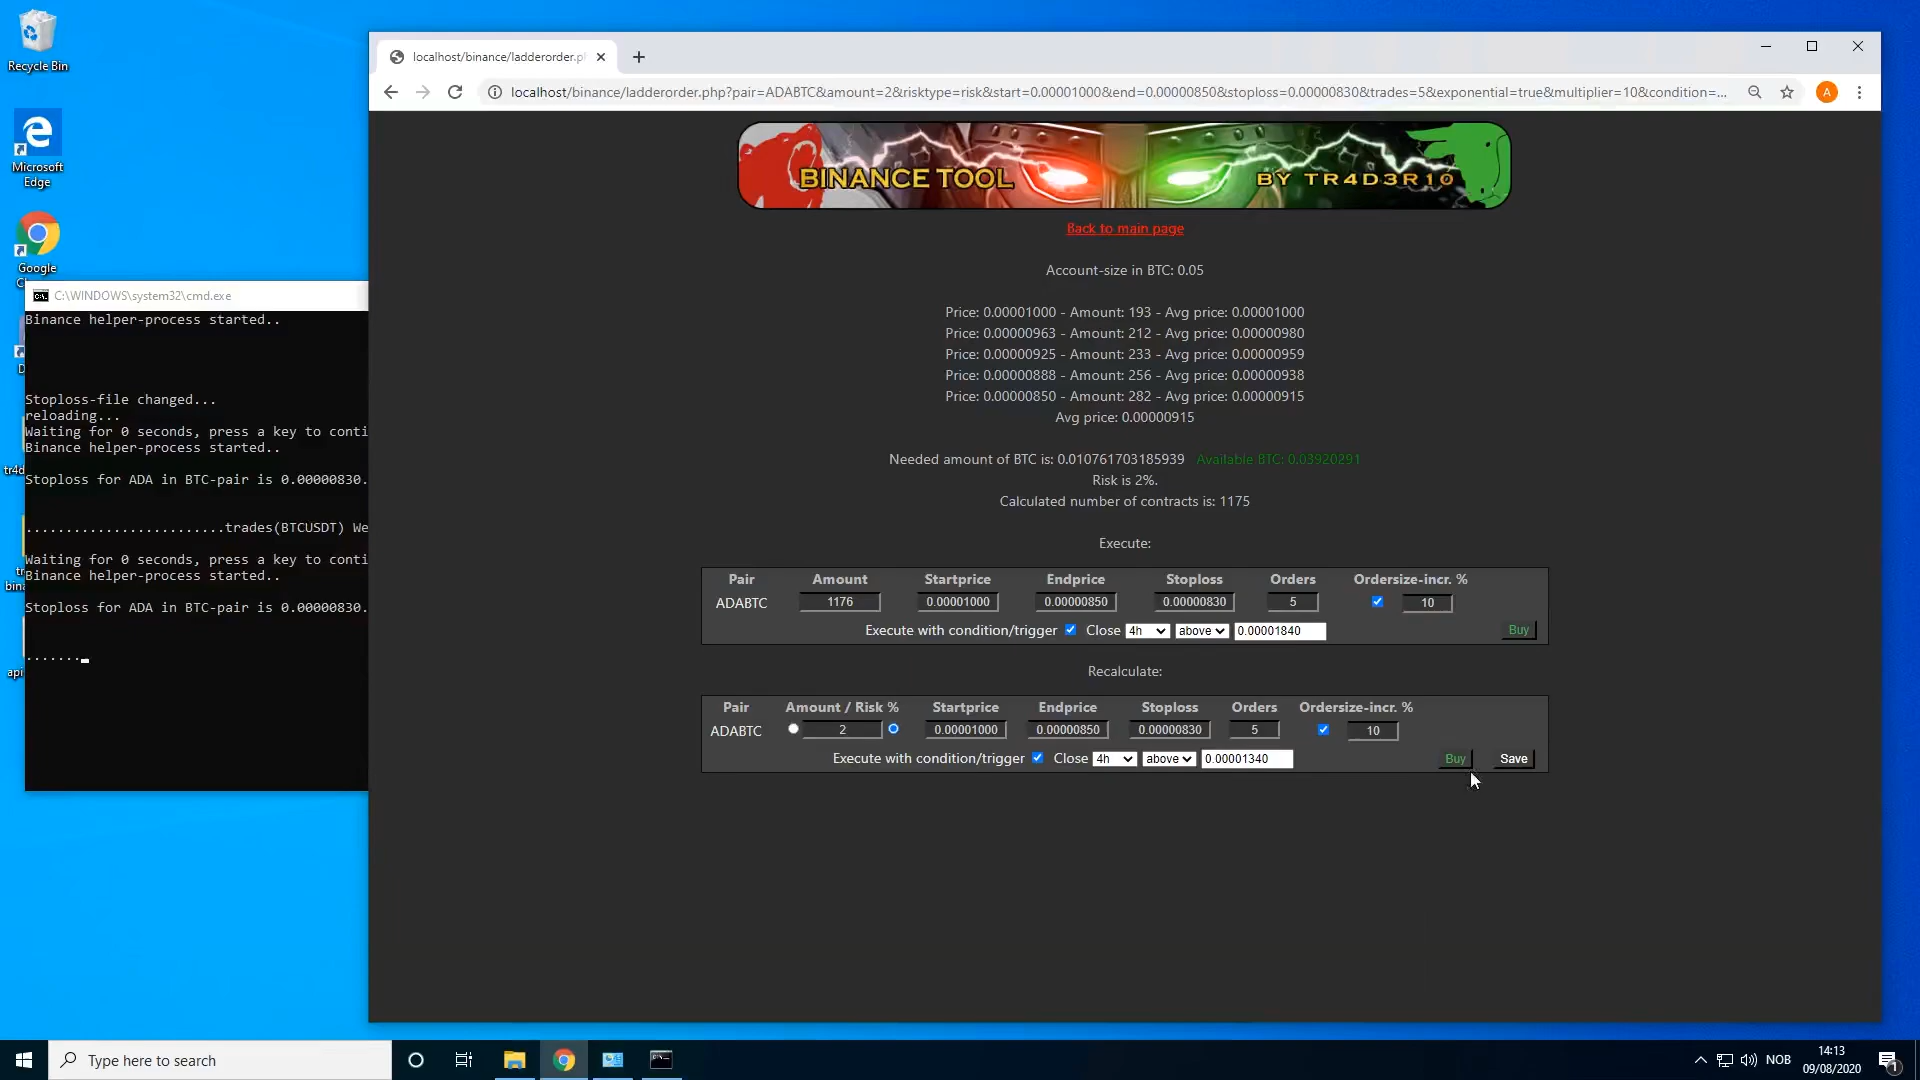 Recycle Bin
Microsoft
Edge
Google
localhost/binance/ladderorder.p
localhost/binance/ladderorder.php?pair=ADABTC&amount=2&risktype=risk&start=0.00001000&end=0.00000850&stoploss=0.00000830&trades=5&exponential=true&multiplier=10&condition=...
A
BINANCE TOOL
BY TR4D3R10
Back to main page
Account-size in BTC: 0.05
Price: 0.00001000 - Amount: 193 - Avg price: 0.00001000
Price: 0.00000963 - Amount: 212 - Avg price: 0.00000980
Price: 0.00000925 - Amount: 233 - Avg price: 0.00000959
Price: 0.00000888 - Amount: 256 - Avg price: 0.00000938
Price: 0.00000850 - Amount: 282 - Avg price: 0.00000915
Avg price: 0.00000915
Needed amount of BTC is: 0.010761703185939 Available BTC: 0.03920291
Risk is 2%.
Calculated number of contracts is: 1175
Execute:
Pair Amount Startprice Endprice Stoploss Orders Ordersize-incr. %
ADABTC 1176 0.00001000 0.00000850 0.00000830 5 10
Execute with condition/trigger Close 4h above 0.00001840 Buy
Recalculate:
Pair Amount / Risk % Startprice Endprice Stoploss Orders Ordersize-incr. %
ADABTC 2 0.00001000 0.00000850 0.00000830 5 10
Execute with condition/trigger Close 4h above 0.00001340 Buy Save
C:\WINDOWS\system32\cmd.exe
Binance helper-process started..
Stoploss-file changed...
reloading...
Waiting for 0 seconds, press a key to conti
Binance helper-process started..
Stoploss for ADA in BTC-pair is 0.00000830.
.........................trades(BTCUSDT) We
Waiting for 0 seconds, press a key to conti
Binance helper-process started..
Stoploss for ADA in BTC-pair is 0.00000830.
.......
tr4d
bina
api
Type here to search
NOB
14:13
09/08/2020
1